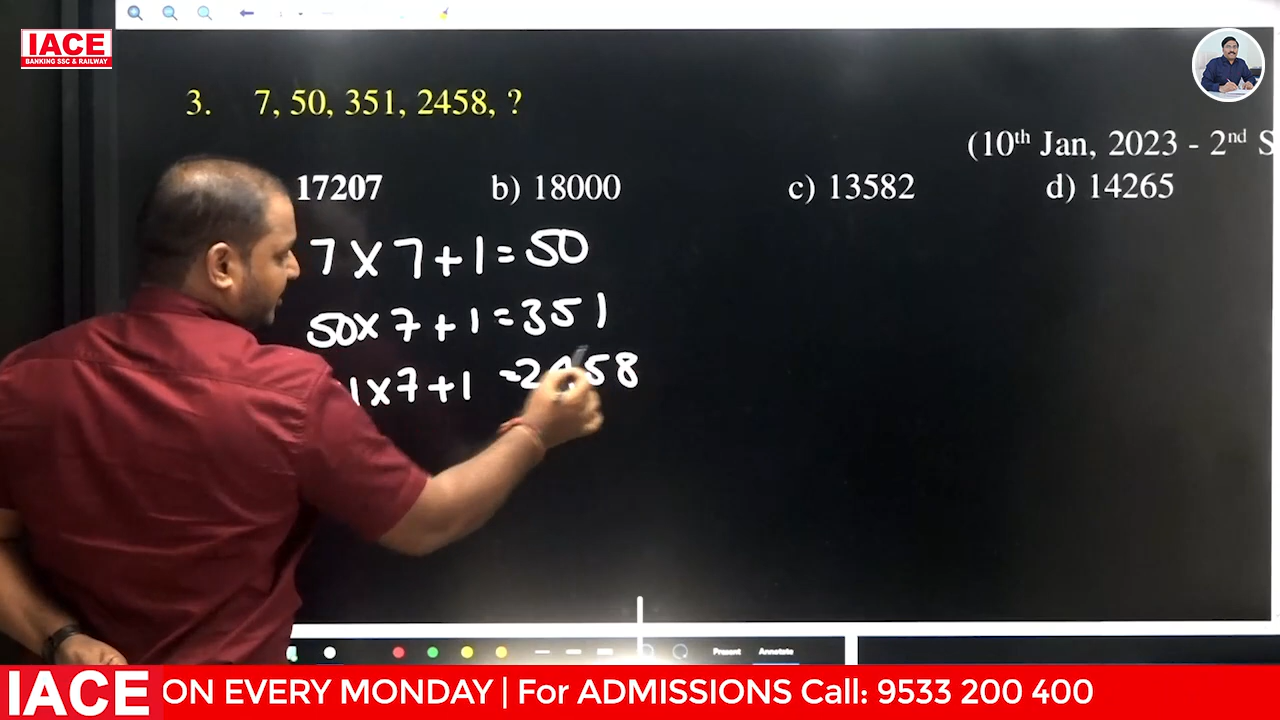 IACE
BANKING SSC & RAILWAY
3. 7, 50, 351, 2458, ?
(10th Jan, 2023 - 2nd S
17207 b) 18000 c) 13582 d) 14265
7 x 7 + 1 = 50
50 x 7 + 1 = 351
1 x 7 + 1 = 2458
Present Annotate
IACE ON EVERY MONDAY | For ADMISSIONS Call: 9533 200 400